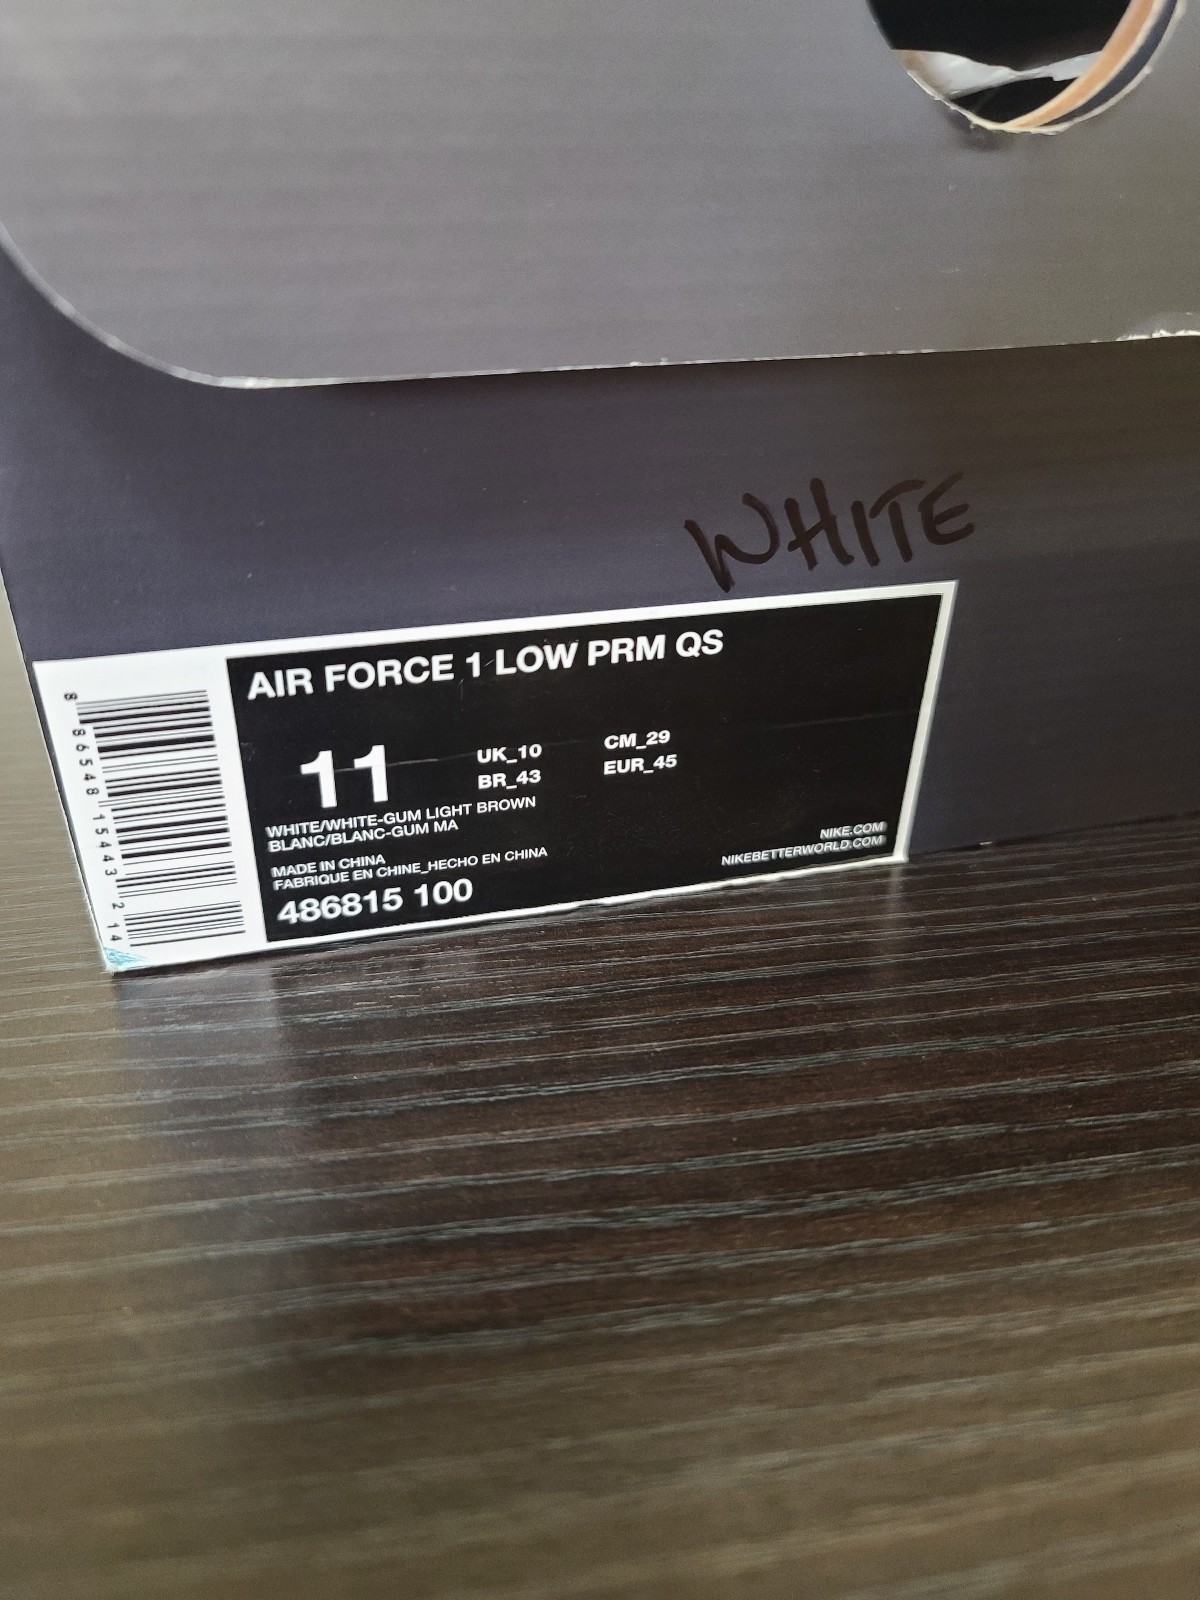 WHITE
AIR FORCE 1 LOW PRM QS
11
UK_10
CM_29
BR_43
EUR_45
WHITE/WHITE-GUM LIGHT BROWN
BLANC/BLANC-GUM MA
MADE IN CHINA
FABRIQUE EN CHINE_HECHO EN CHINA
486815 100
NIKE.COM
NIKEBETTERWORLD.COM
8 86548 15443 2 14